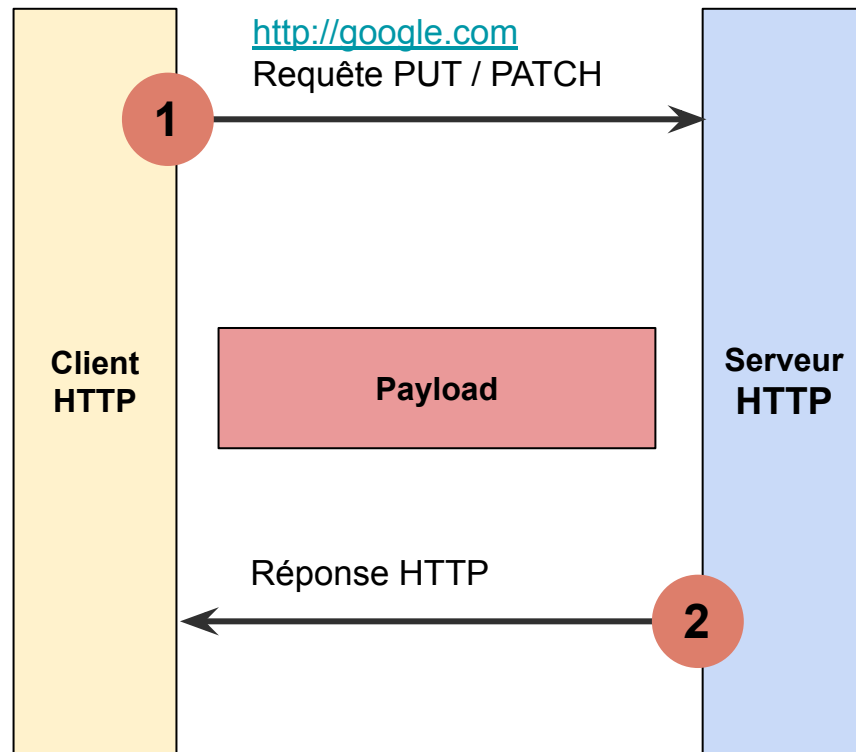 http://google.com
Requête PUT / PATCH
1
Client
HTTP
Payload
Serveur
HTTP
Réponse HTTP
2